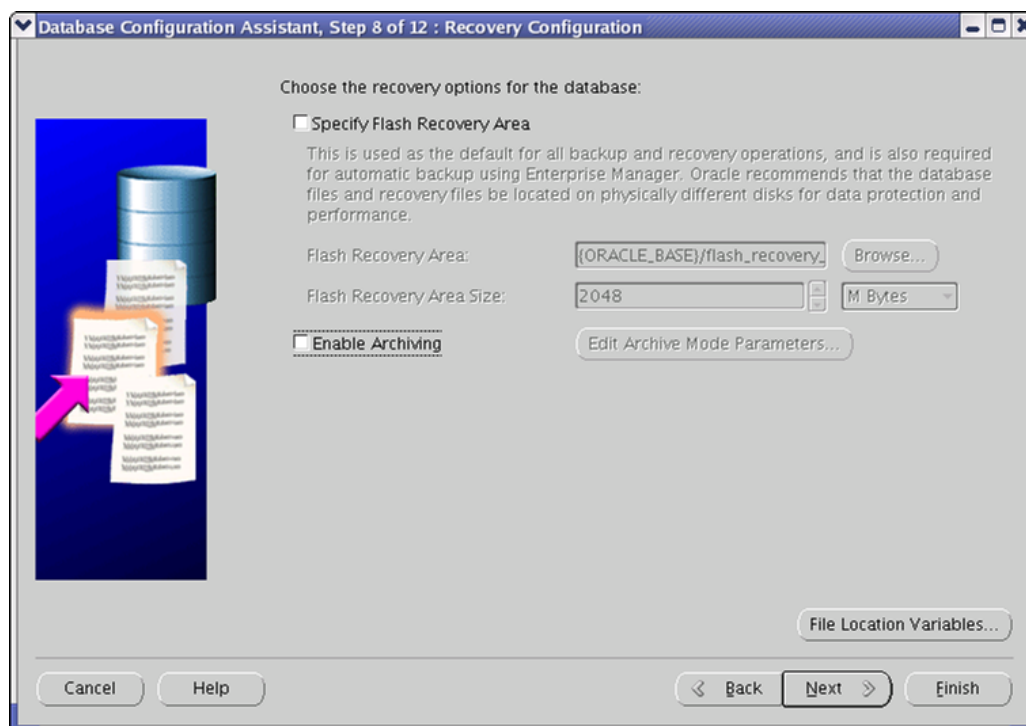 Database Configuration Assistant, Step 8 of 12 : Recovery Configuration
Choose the recovery options for the database:
Specify Flash Recovery Area
This is used as the default for all backup and recovery operations, and is also required
for automatic backup using Enterprise Manager. Oracle recommends that the database
files and recovery files be located on physically different disks for data protection and
performance.
Flash Recovery Area: {ORACLE_BASE}/flash_recovery_ Browse...
Flash Recovery Area Size: 2048 M Bytes
Enable Archiving Edit Archive Mode Parameters...
File Location Variables...
Cancel Help Back Next Finish